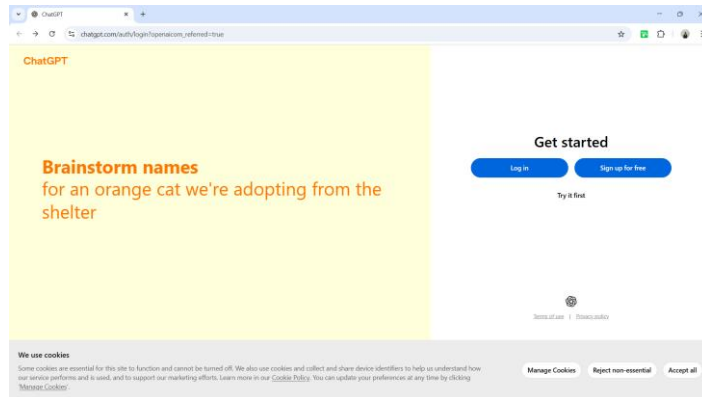 ChatGPT
chatgpt.com/auth/login?openaicom_referred=true
ChatGPT
Brainstorm names
for an orange cat we're adopting from the
shelter
Get started
Log in
Sign up for free
Try it first
Terms of use | Privacy policy
We use cookies
Some cookies are essential for this site to function and cannot be turned off. We also use cookies and collect and share device identifiers to help us understand how
our service performs and is used, and to support our marketing efforts. Learn more in our Cookie Policy. You can update your preferences at any time by clicking
'Manage Cookies'.
Manage Cookies
Reject non-essential
Accept all